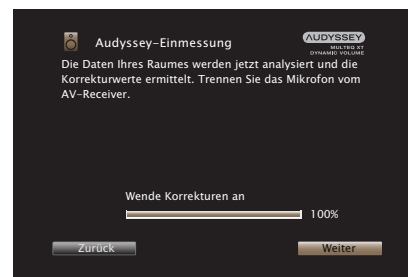 Audyssey-Einmessung
AUDYSSEY
MULTEQ XT
DYNAMIC VOLUME
Die Daten Ihres Raumes werden jetzt analysiert und die
Korrekturwerte ermittelt. Trennen Sie das Mikrofon vom
AV-Receiver.
Wende Korrekturen an
100%
Zurück
Weiter